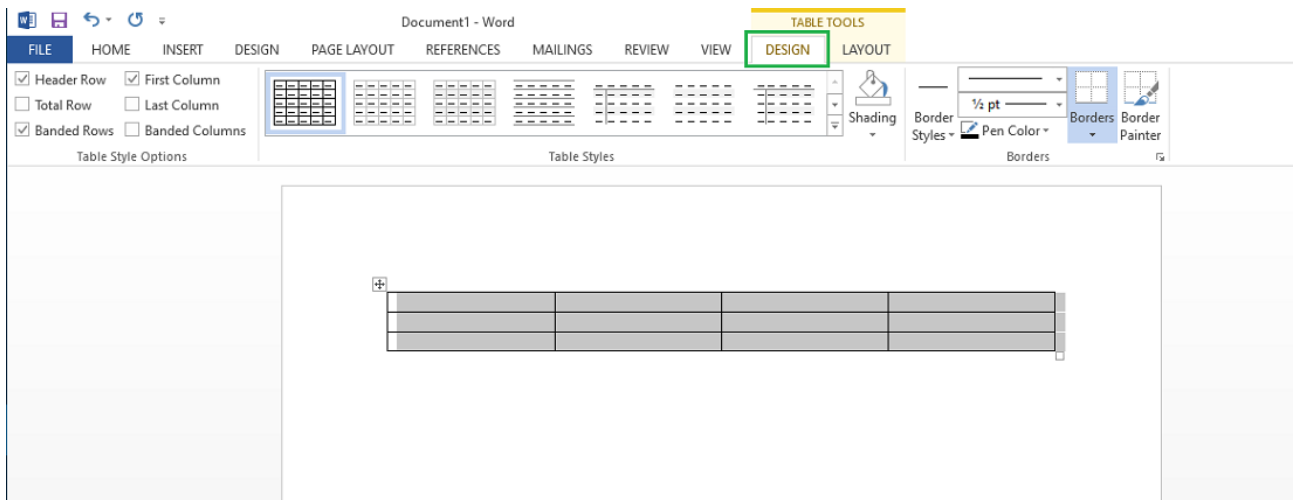 Document1 - Word
TABLE TOOLS
FILE HOME INSERT DESIGN PAGE LAYOUT REFERENCES MAILINGS REVIEW VIEW DESIGN LAYOUT
Header Row First Column
Total Row Last Column
Banded Rows Banded Columns
Table Style Options
Table Styles
Shading
Border Styles
½ pt
Pen Color
Borders
Border Painter
Borders